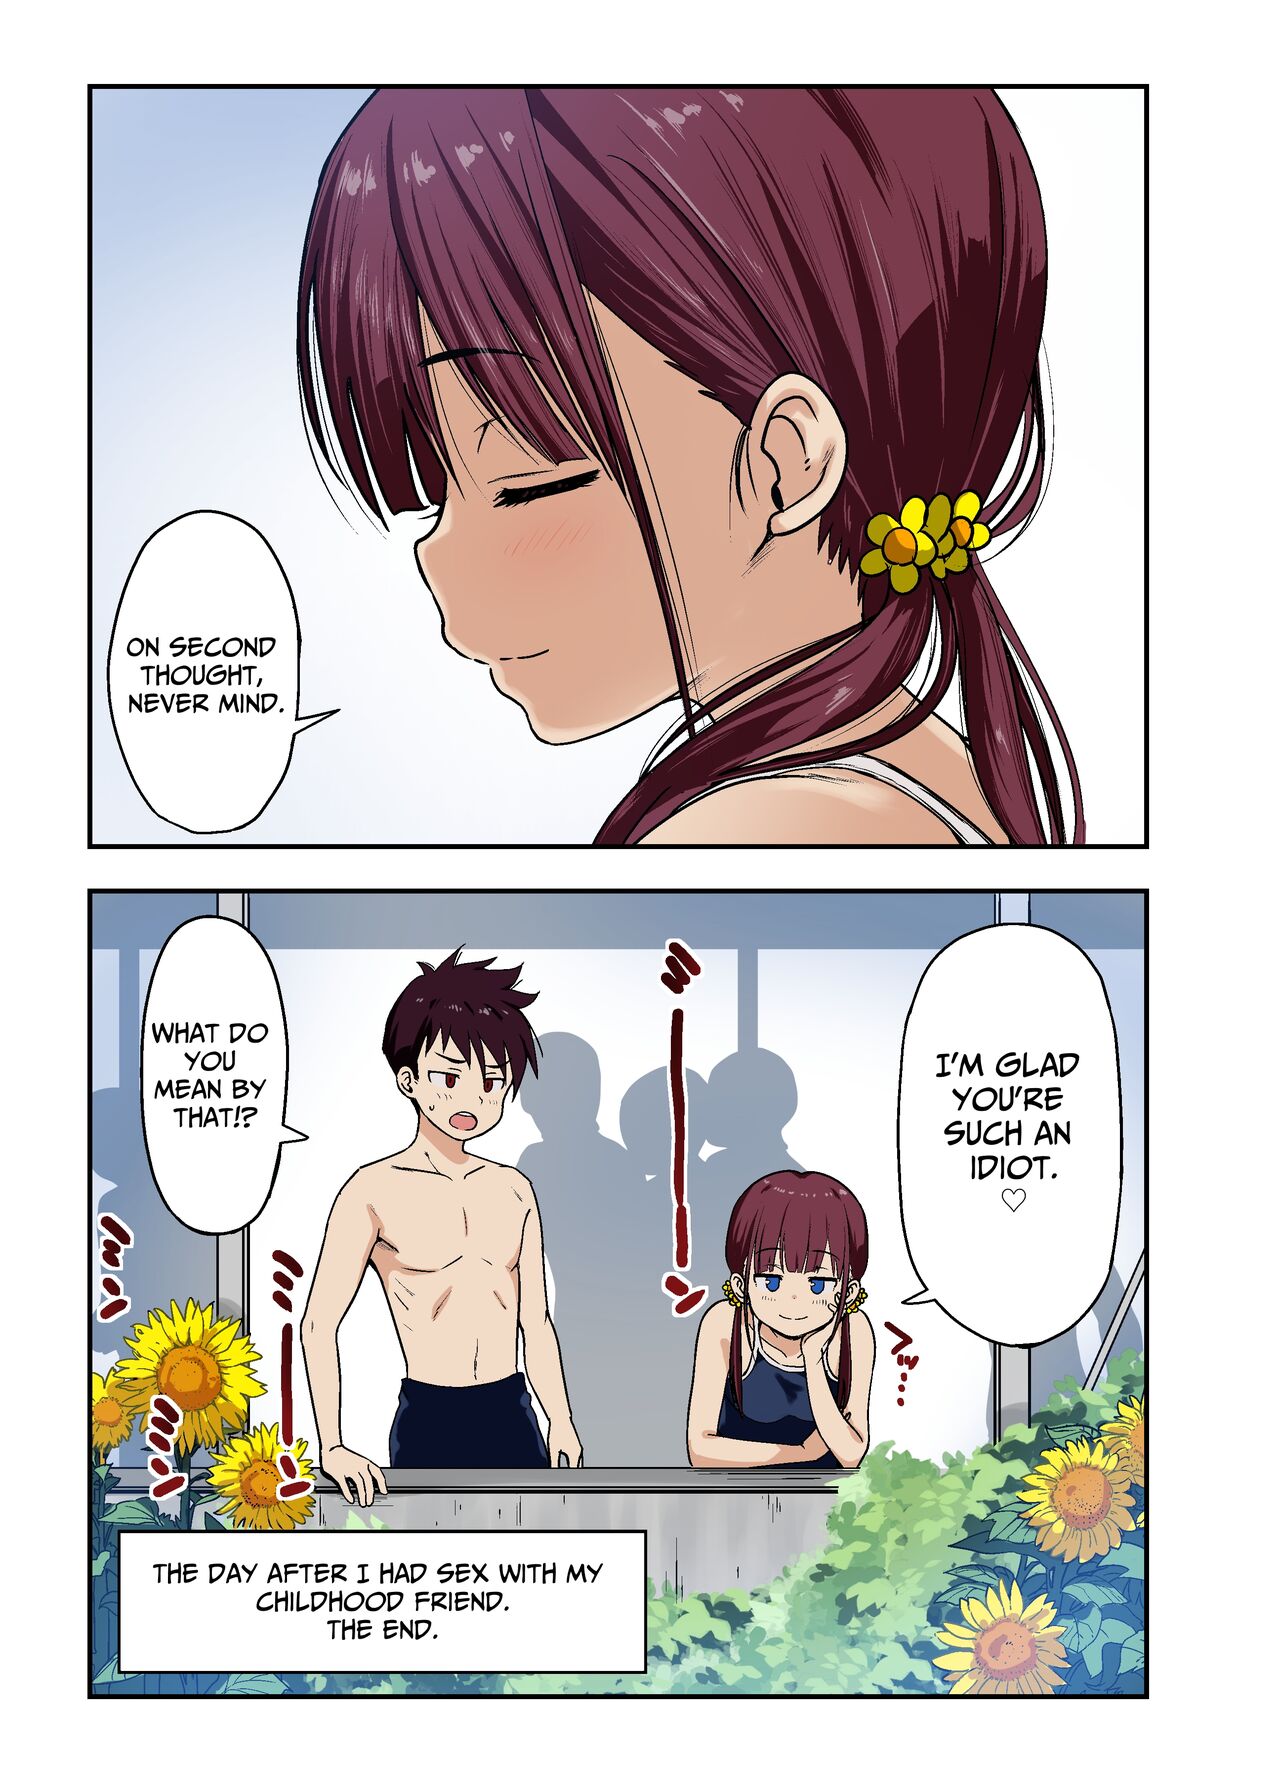 ON SECOND
THOUGHT,
NEVER MIND.
I'M GLAD
YOU'RE
SUCH AN
IDIOT.
♡
WHAT DO
YOU
MEAN BY
THAT!?
THE DAY AFTER I HAD SEX WITH MY
CHILDHOOD FRIEND.
THE END.